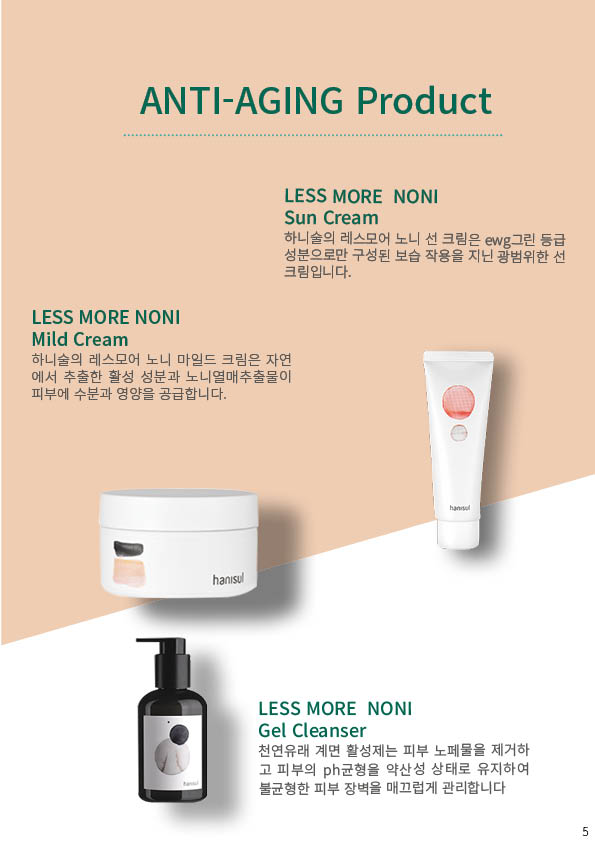 ANTI-AGING Product
LESS MORE NONI
Sun Cream
하니술의 레스모어 노니 선 크림은 ewg그린 등급
성분으로만 구성된 보습 작용을 지닌 광범위한 선
크림입니다.
LESS MORE NONI
Mild Cream
하니술의 레스모어 노니 마일드 크림은 자연
에서 추출한 활성 성분과 노니열매추출물이
피부에 수분과 영양을 공급합니다.
hanisul
hanisul
LESS MORE NONI
Gel Cleanser
천연유래 계면 활성제는 피부 노폐물을 제거하
고 피부의 ph균형을 약산성 상태로 유지하여
불균형한 피부 장벽을 매끄럽게 관리합니다
hanisul
5